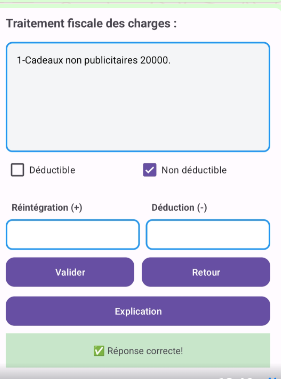 Traitement fiscale des charges :
1-Cadeaux non publicitaires 20000.
Déductible
Non déductible
Réintégration (+)
Déduction (-)
Valider
Retour
Explication
✅ Réponse correcte!